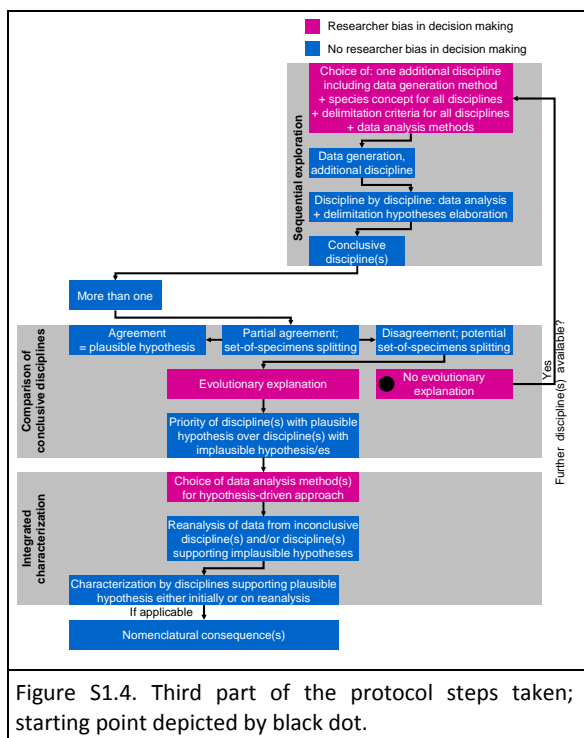 Researcher bias in decision making
No researcher bias in decision making
Sequential exploration
Choice of: one additional discipline
including data generation method
+ species concept for all disciplines
+ delimitation criteria for all disciplines
+ data analysis methods
Data generation,
additional discipline
Discipline by discipline: data analysis
+ delimitation hypotheses elaboration
Conclusive
discipline(s)
More than one
Comparison of
conclusive disciplines
Agreement
= plausible hypothesis
Partial agreement;
set-of-specimens splitting
Disagreement; potential
set-of-specimens splitting
Evolutionary explanation
No evolutionary
explanation
Yes
Further discipline(s) available?
Priority of discipline(s) with plausible
hypothesis over discipline(s) with
implausible hypothesis/es
Integrated
characterization
Choice of data analysis method(s)
for hypothesis-driven approach
Reanalysis of data from inconclusive
discipline(s) and/or discipline(s)
supporting implausible hypotheses
Characterization by disciplines supporting plausible
hypothesis either initially or on reanalysis
If applicable
Nomenclatural consequence(s)
Figure S1.4. Third part of the protocol steps taken;
starting point depicted by black dot.